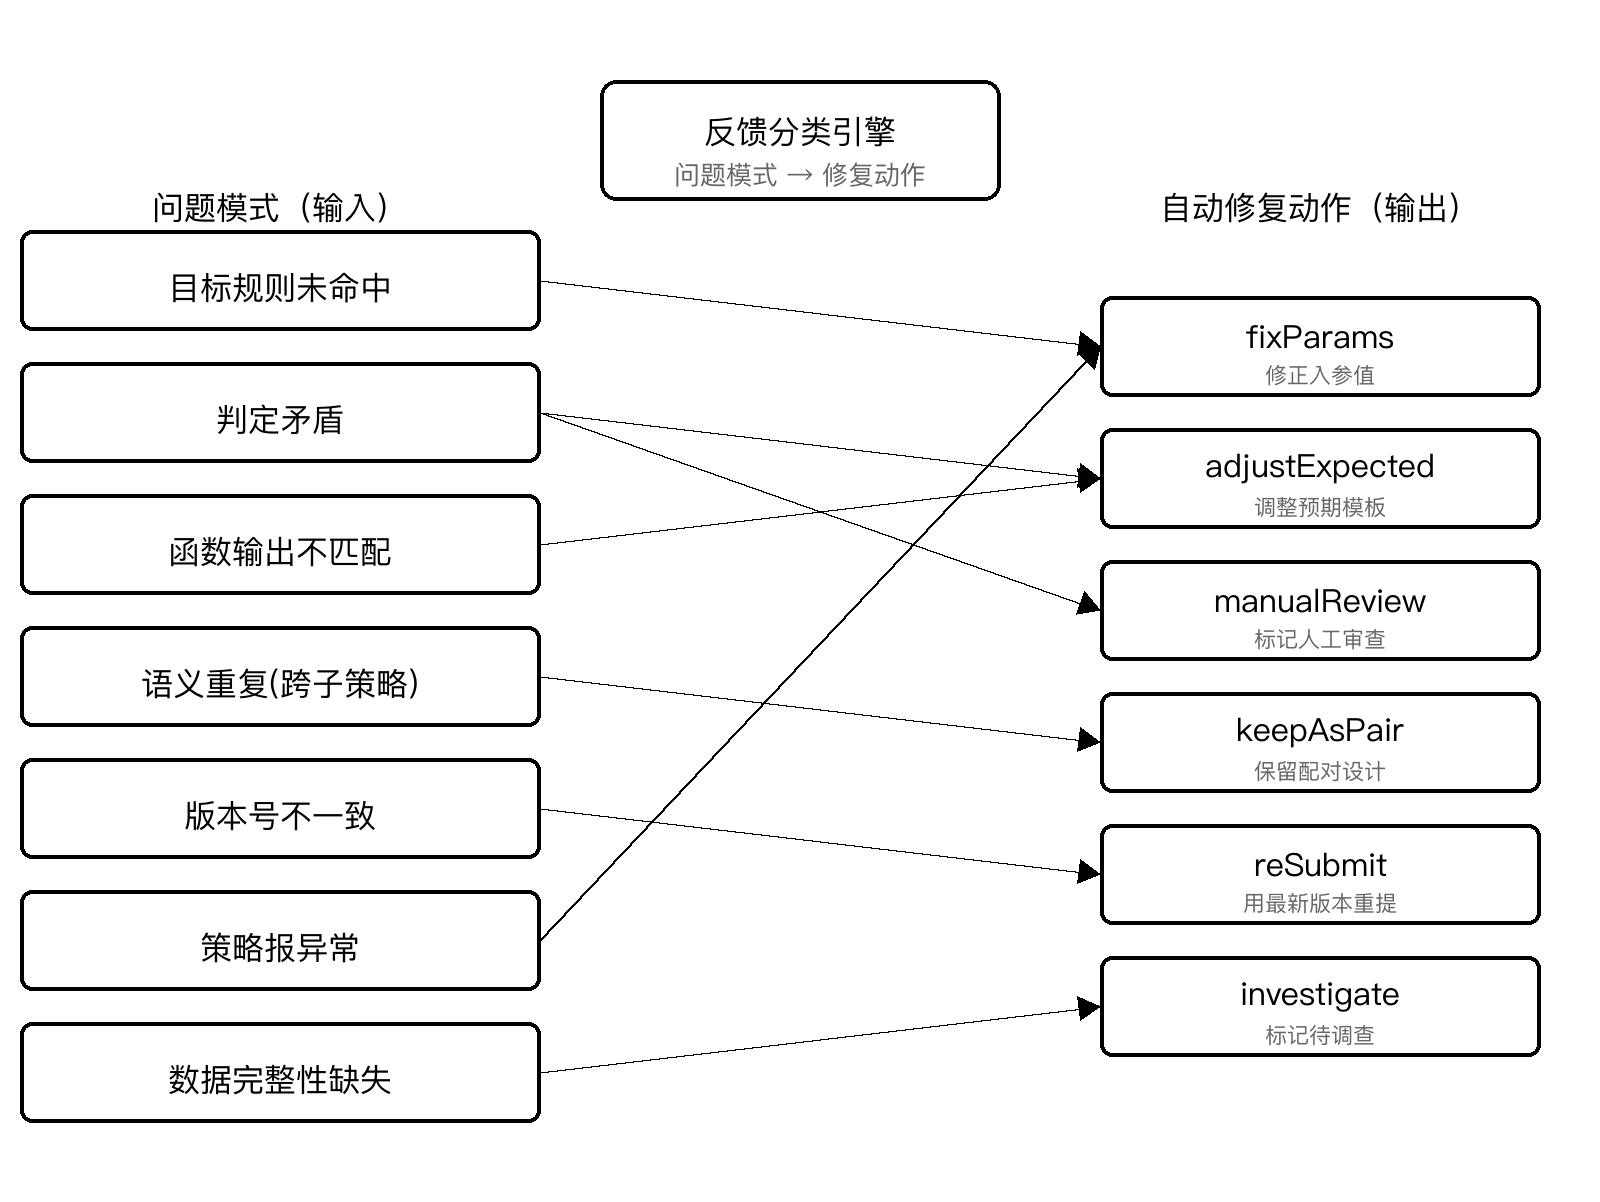 反馈分类引擎
问题模式 → 修复动作
问题模式（输入）
目标规则未命中
判定矛盾
函数输出不匹配
语义重复(跨子策略)
版本号不一致
策略报异常
数据完整性缺失
自动修复动作（输出）
fixParams
修正入参值
adjustExpected
调整预期模板
manualReview
标记人工审查
keepAsPair
保留配对设计
reSubmit
用最新版本重提
investigate
标记待调查